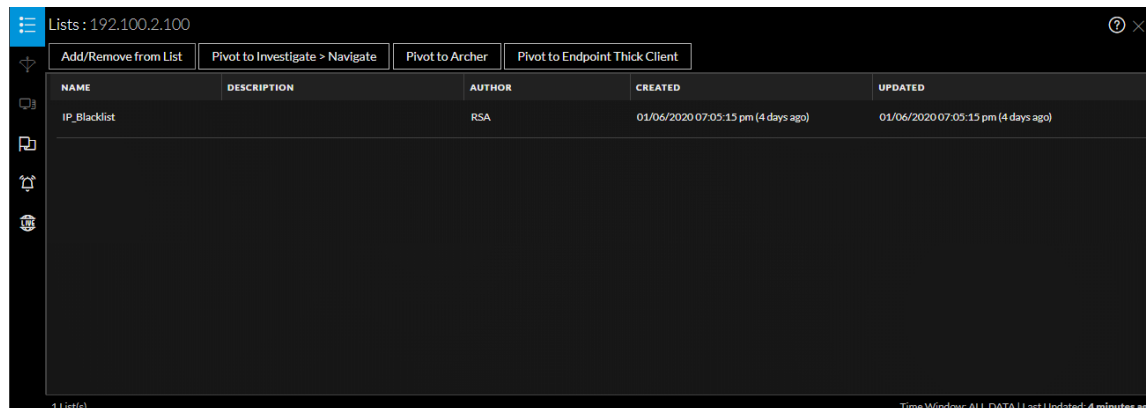 Lists : 192.100.2.100
Add/Remove from List Pivot to Investigate > Navigate Pivot to Archer Pivot to Endpoint Thick Client
NAME DESCRIPTION AUTHOR CREATED UPDATED
IP_Blacklist RSA 01/06/2020 07:05:15 pm (4 days ago) 01/06/2020 07:05:15 pm (4 days ago)
LIVE
1 List(s) Time Window: ALL DATA | Last Updated: 4 minutes